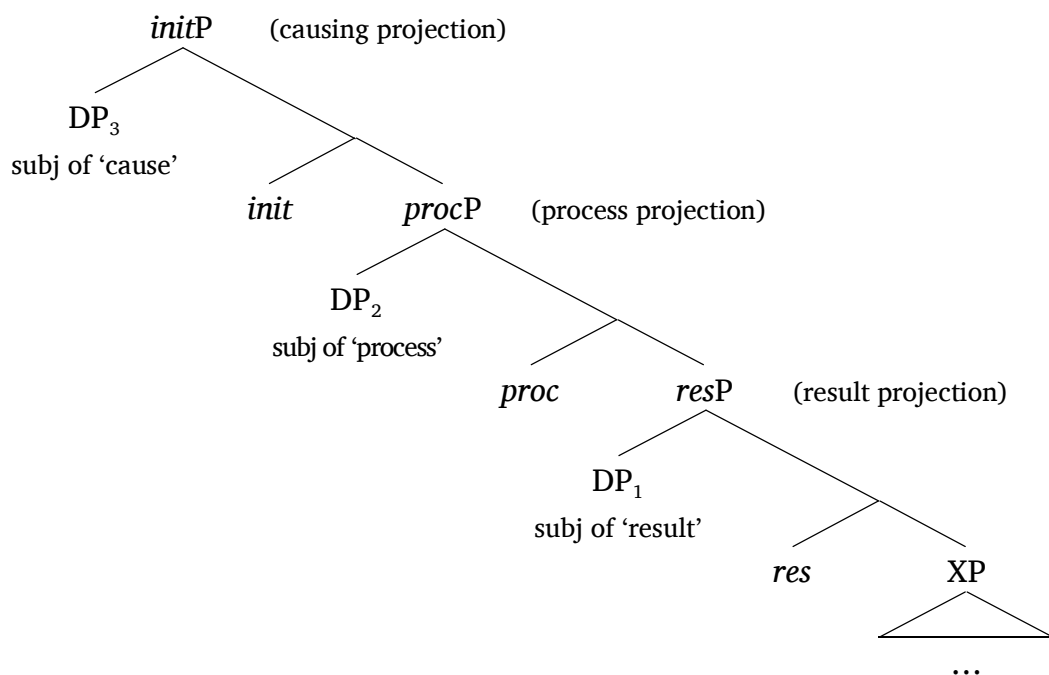 initP (causing projection)
DP₃
subj of ‘cause’
init procP (process projection)
DP₂
subj of ‘process’
proc resP (result projection)
DP₁
subj of ‘result’
res XP
...